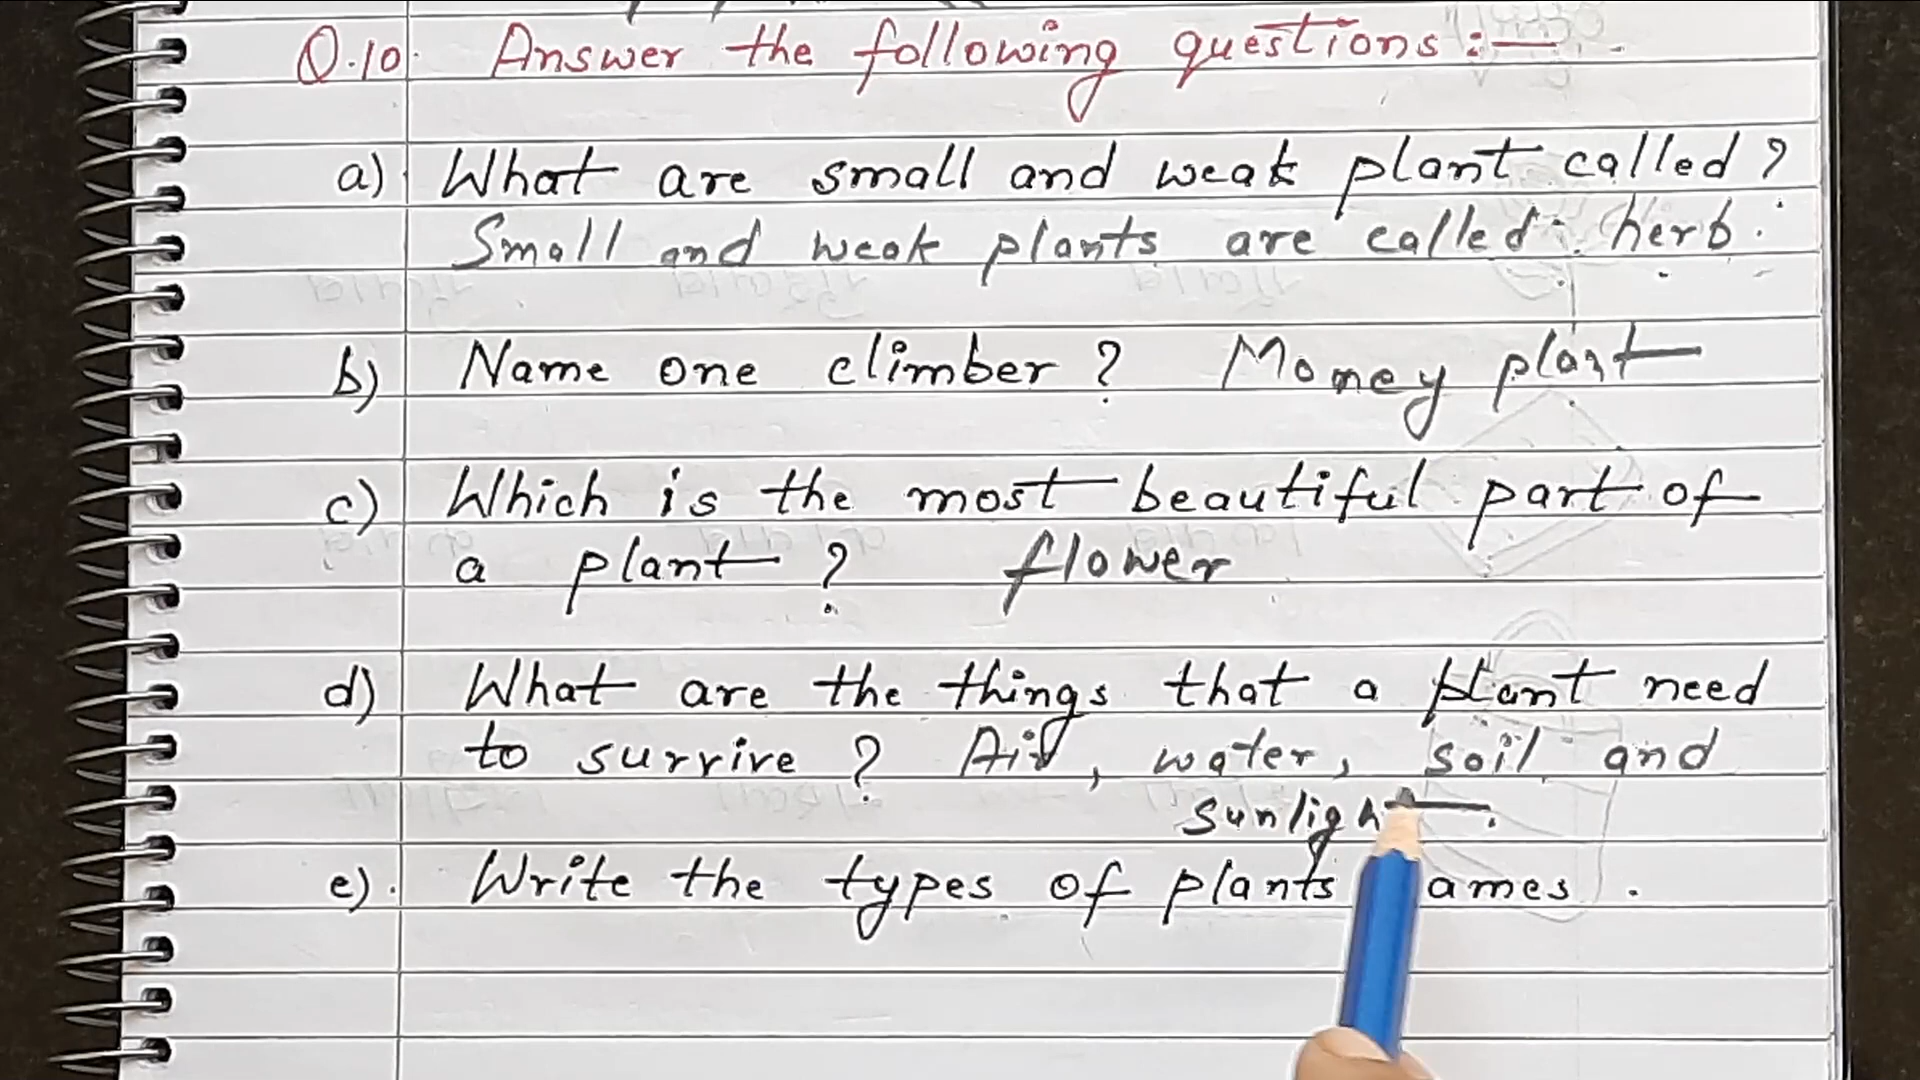 Q.10. Answer the following questions :—
a) What are small and weak plant called ?
Small and weak plants are called herb.
b) Name one climber ? Money plant
c) Which is the most beautiful part of
a plant ? flower
d) What are the things that a plant need
to survive ? Air, water, soil and
sunlight.
e). Write the types of plants ames.